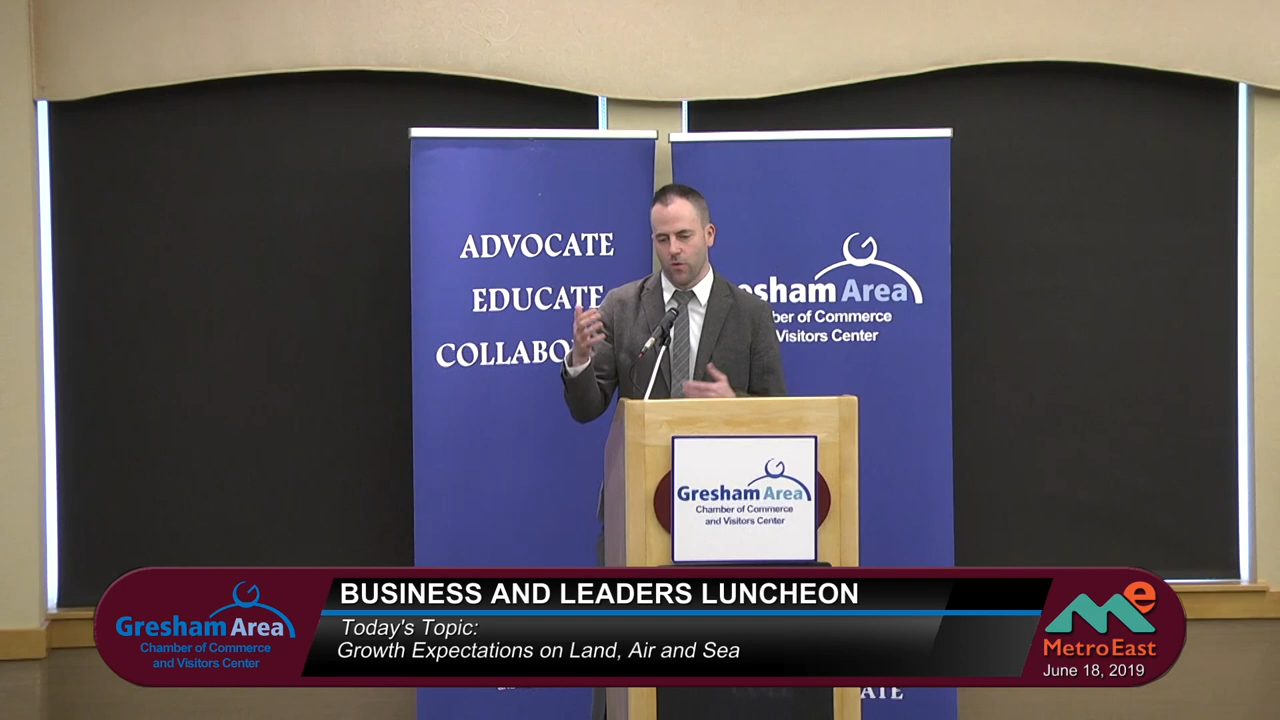 ADVOCATE
EDUCATE
COLLABO
esham Area
ber of Commerce
Visitors Center
Gresham Area
Chamber of Commerce
and Visitors Center
BUSINESS AND LEADERS LUNCHEON
Today's Topic:
Growth Expectations on Land, Air and Sea
Gresham Area
Chamber of Commerce
and Visitors Center
Me
MetroEast
June 18, 2019